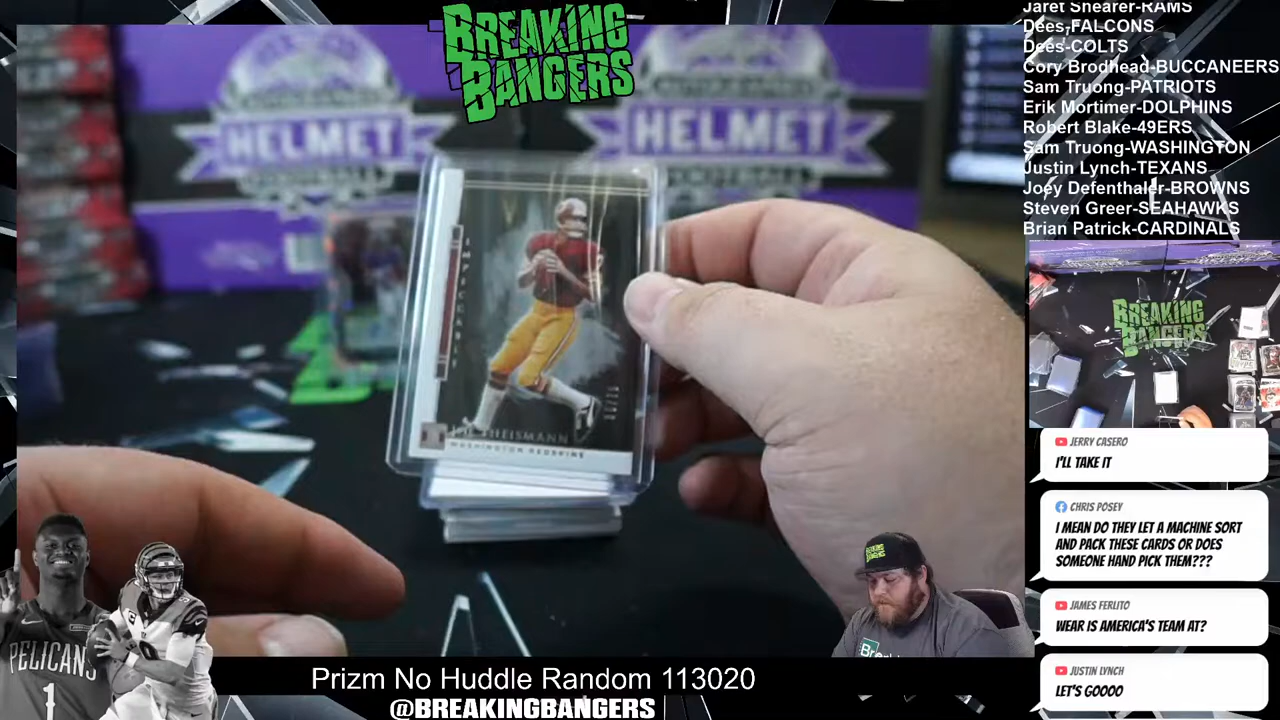 BREAKING
BANGERS
HELMET
HELMET
IMPECCABLE
THEISMANN
WASHINGTON REDSKINS
Jaret Shearer-RAMS
Dees-FALCONS
Dees-COLTS
Cory Brodhead-BUCCANEERS
Sam Truong-PATRIOTS
Erik Mortimer-DOLPHINS
Robert Blake-49ERS
Sam Truong-WASHINGTON
Justin Lynch-TEXANS
Joey Defenthaler-BROWNS
Steven Greer-SEAHAWKS
Brian Patrick-CARDINALS
BREAKING
BANGERS
JERRY CASERO
I'LL TAKE IT
CHRIS POSEY
I MEAN DO THEY LET A MACHINE SORT
AND PACK THESE CARDS OR DOES
SOMEONE HAND PICK THEM???
JAMES FERLITO
WEAR IS AMERICA'S TEAM AT?
JUSTIN LYNCH
LET'S GOOOO
PELICANS
1
Prizm No Huddle Random 113020
@BREAKINGBANGERS